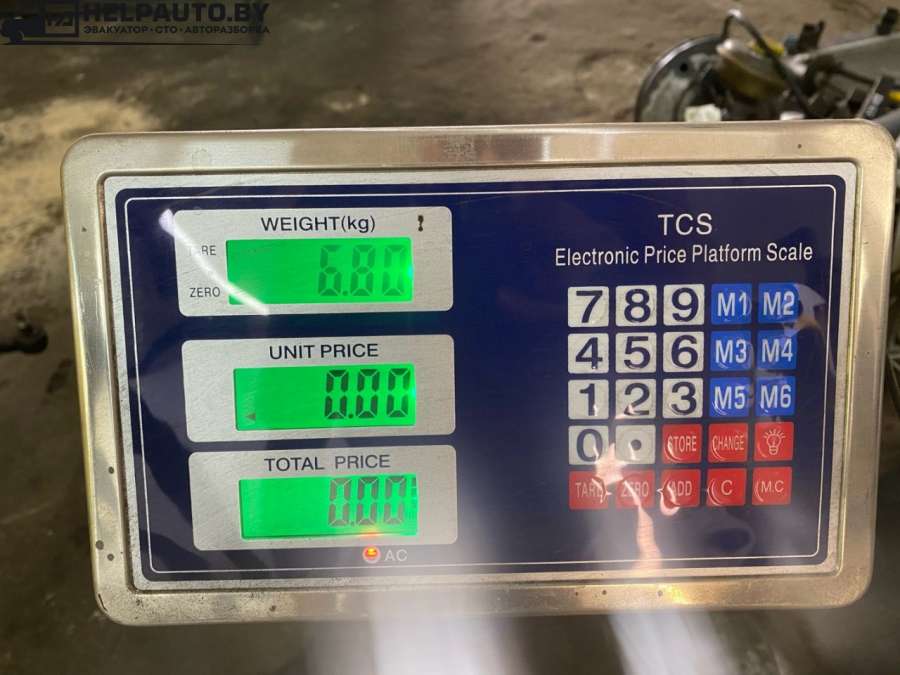 HELPAUTO.BY
ЭВАКУАТОР • СТО • АВТОРАЗБОРКА
WEIGHT(kg)
TARE
6.80
ZERO
UNIT PRICE
0.00
TOTAL PRICE
0.00
AC
TCS
Electronic Price Platform Scale
7 8 9 M1 M2
4 5 6 M3 M4
1 2 3 M5 M6
0 . STORE CHANGE
TARE ZERO ADD C M.C